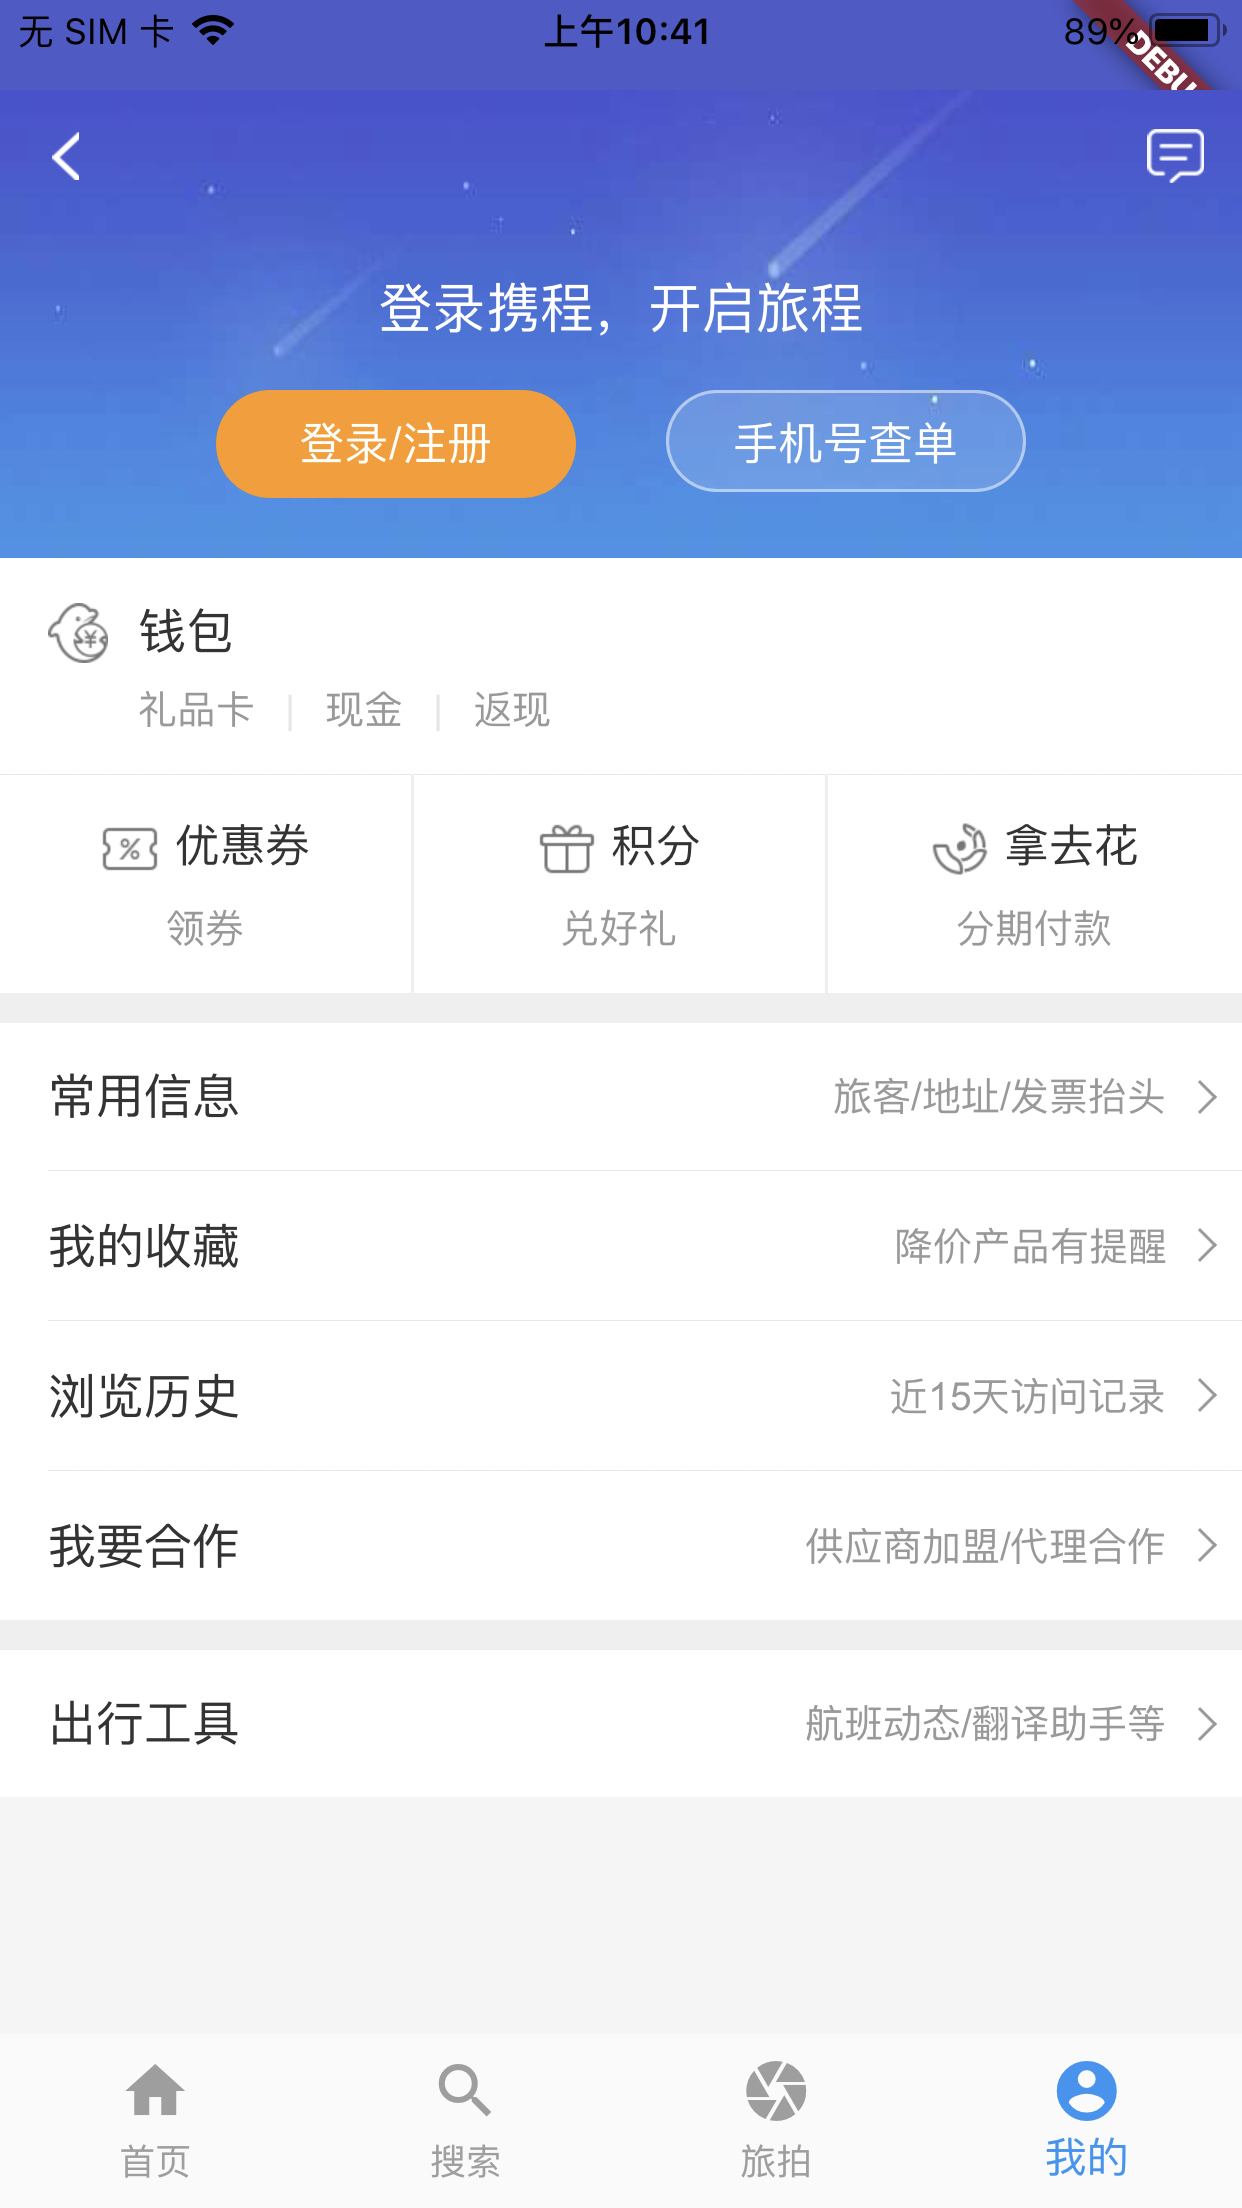 无 SIM 卡 上午10:41 89%
DEBU
登录携程，开启旅程
登录/注册 手机号查单
钱包
礼品卡 | 现金 | 返现
优惠券 积分 拿去花
领券 兑好礼 分期付款
常用信息 旅客/地址/发票抬头
我的收藏 降价产品有提醒
浏览历史 近15天访问记录
我要合作 供应商加盟/代理合作
出行工具 航班动态/翻译助手等
首页 搜索 旅拍 我的